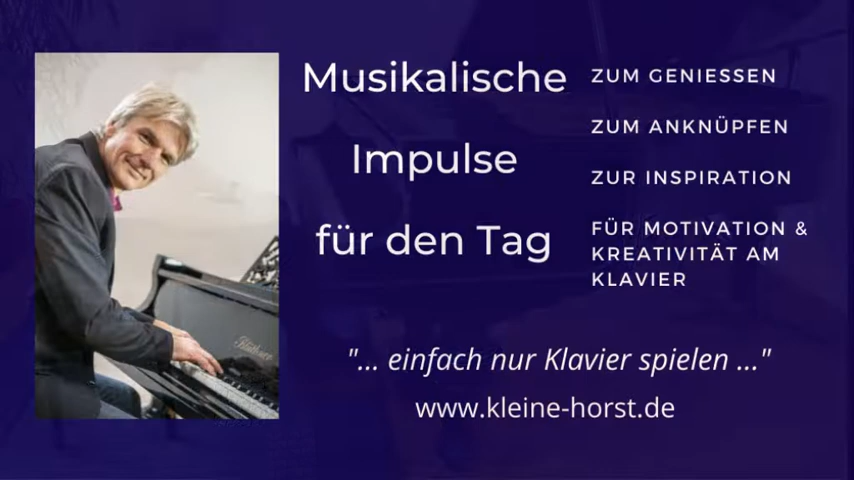 Musikalische
Impulse
für den Tag
ZUM GENIESSEN
ZUM ANKNÜPFEN
ZUR INSPIRATION
FÜR MOTIVATION &
KREATIVITÄT AM
KLAVIER
Blüthner
"... einfach nur Klavier spielen ..."
www.kleine-horst.de